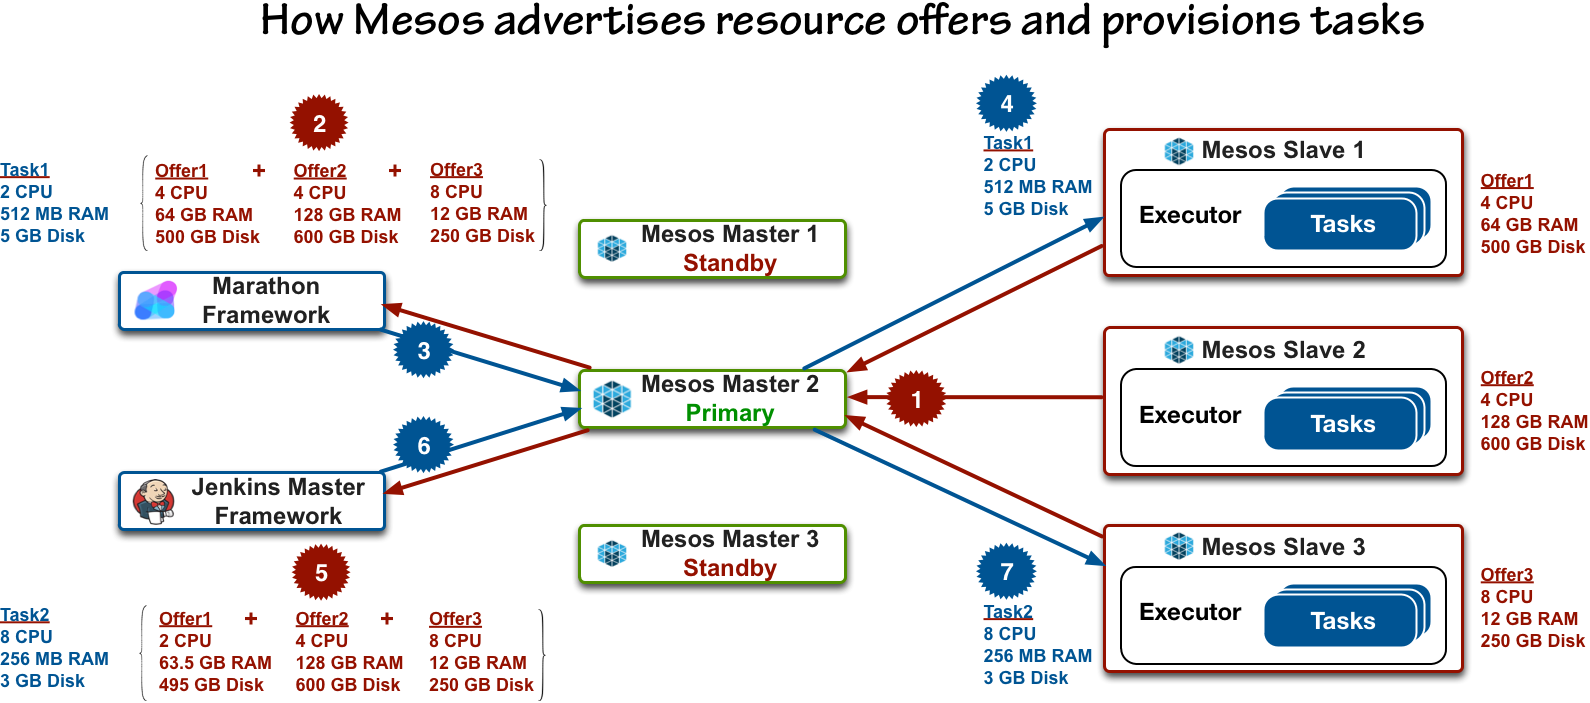 How Mesos advertises resource offers and provisions tasks
2
Task1
2 CPU
512 MB RAM
5 GB Disk
Offer1 + Offer2 + Offer3
4 CPU 4 CPU 8 CPU
64 GB RAM 128 GB RAM 12 GB RAM
500 GB Disk 600 GB Disk 250 GB Disk
Marathon
Framework
3
6
Jenkins Master
Framework
5
Task2
8 CPU
256 MB RAM
3 GB Disk
Offer1 + Offer2 + Offer3
2 CPU 4 CPU 8 CPU
63.5 GB RAM 128 GB RAM 12 GB RAM
495 GB Disk 600 GB Disk 250 GB Disk
Mesos Master 1
Standby
Mesos Master 2
Primary
Mesos Master 3
Standby
1
4
Task1
2 CPU
512 MB RAM
5 GB Disk
7
Task2
8 CPU
256 MB RAM
3 GB Disk
Mesos Slave 1
Executor
Tasks
Offer1
4 CPU
64 GB RAM
500 GB Disk
Mesos Slave 2
Executor
Tasks
Offer2
4 CPU
128 GB RAM
600 GB Disk
Mesos Slave 3
Executor
Tasks
Offer3
8 CPU
12 GB RAM
250 GB Disk